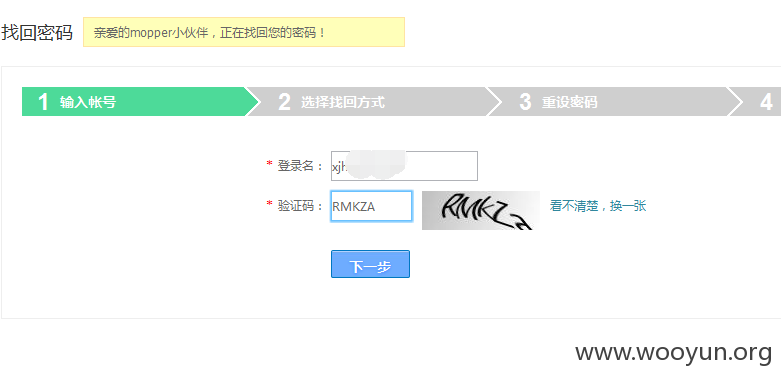 找回密码 亲爱的mopper小伙伴，正在找回您的密码！
1 输入帐号 2 选择找回方式 3 重设密码 4
* 登录名： xjh
* 验证码： RMKZA RMKZ 看不清楚，换一张
下一步
www.wooyun.org